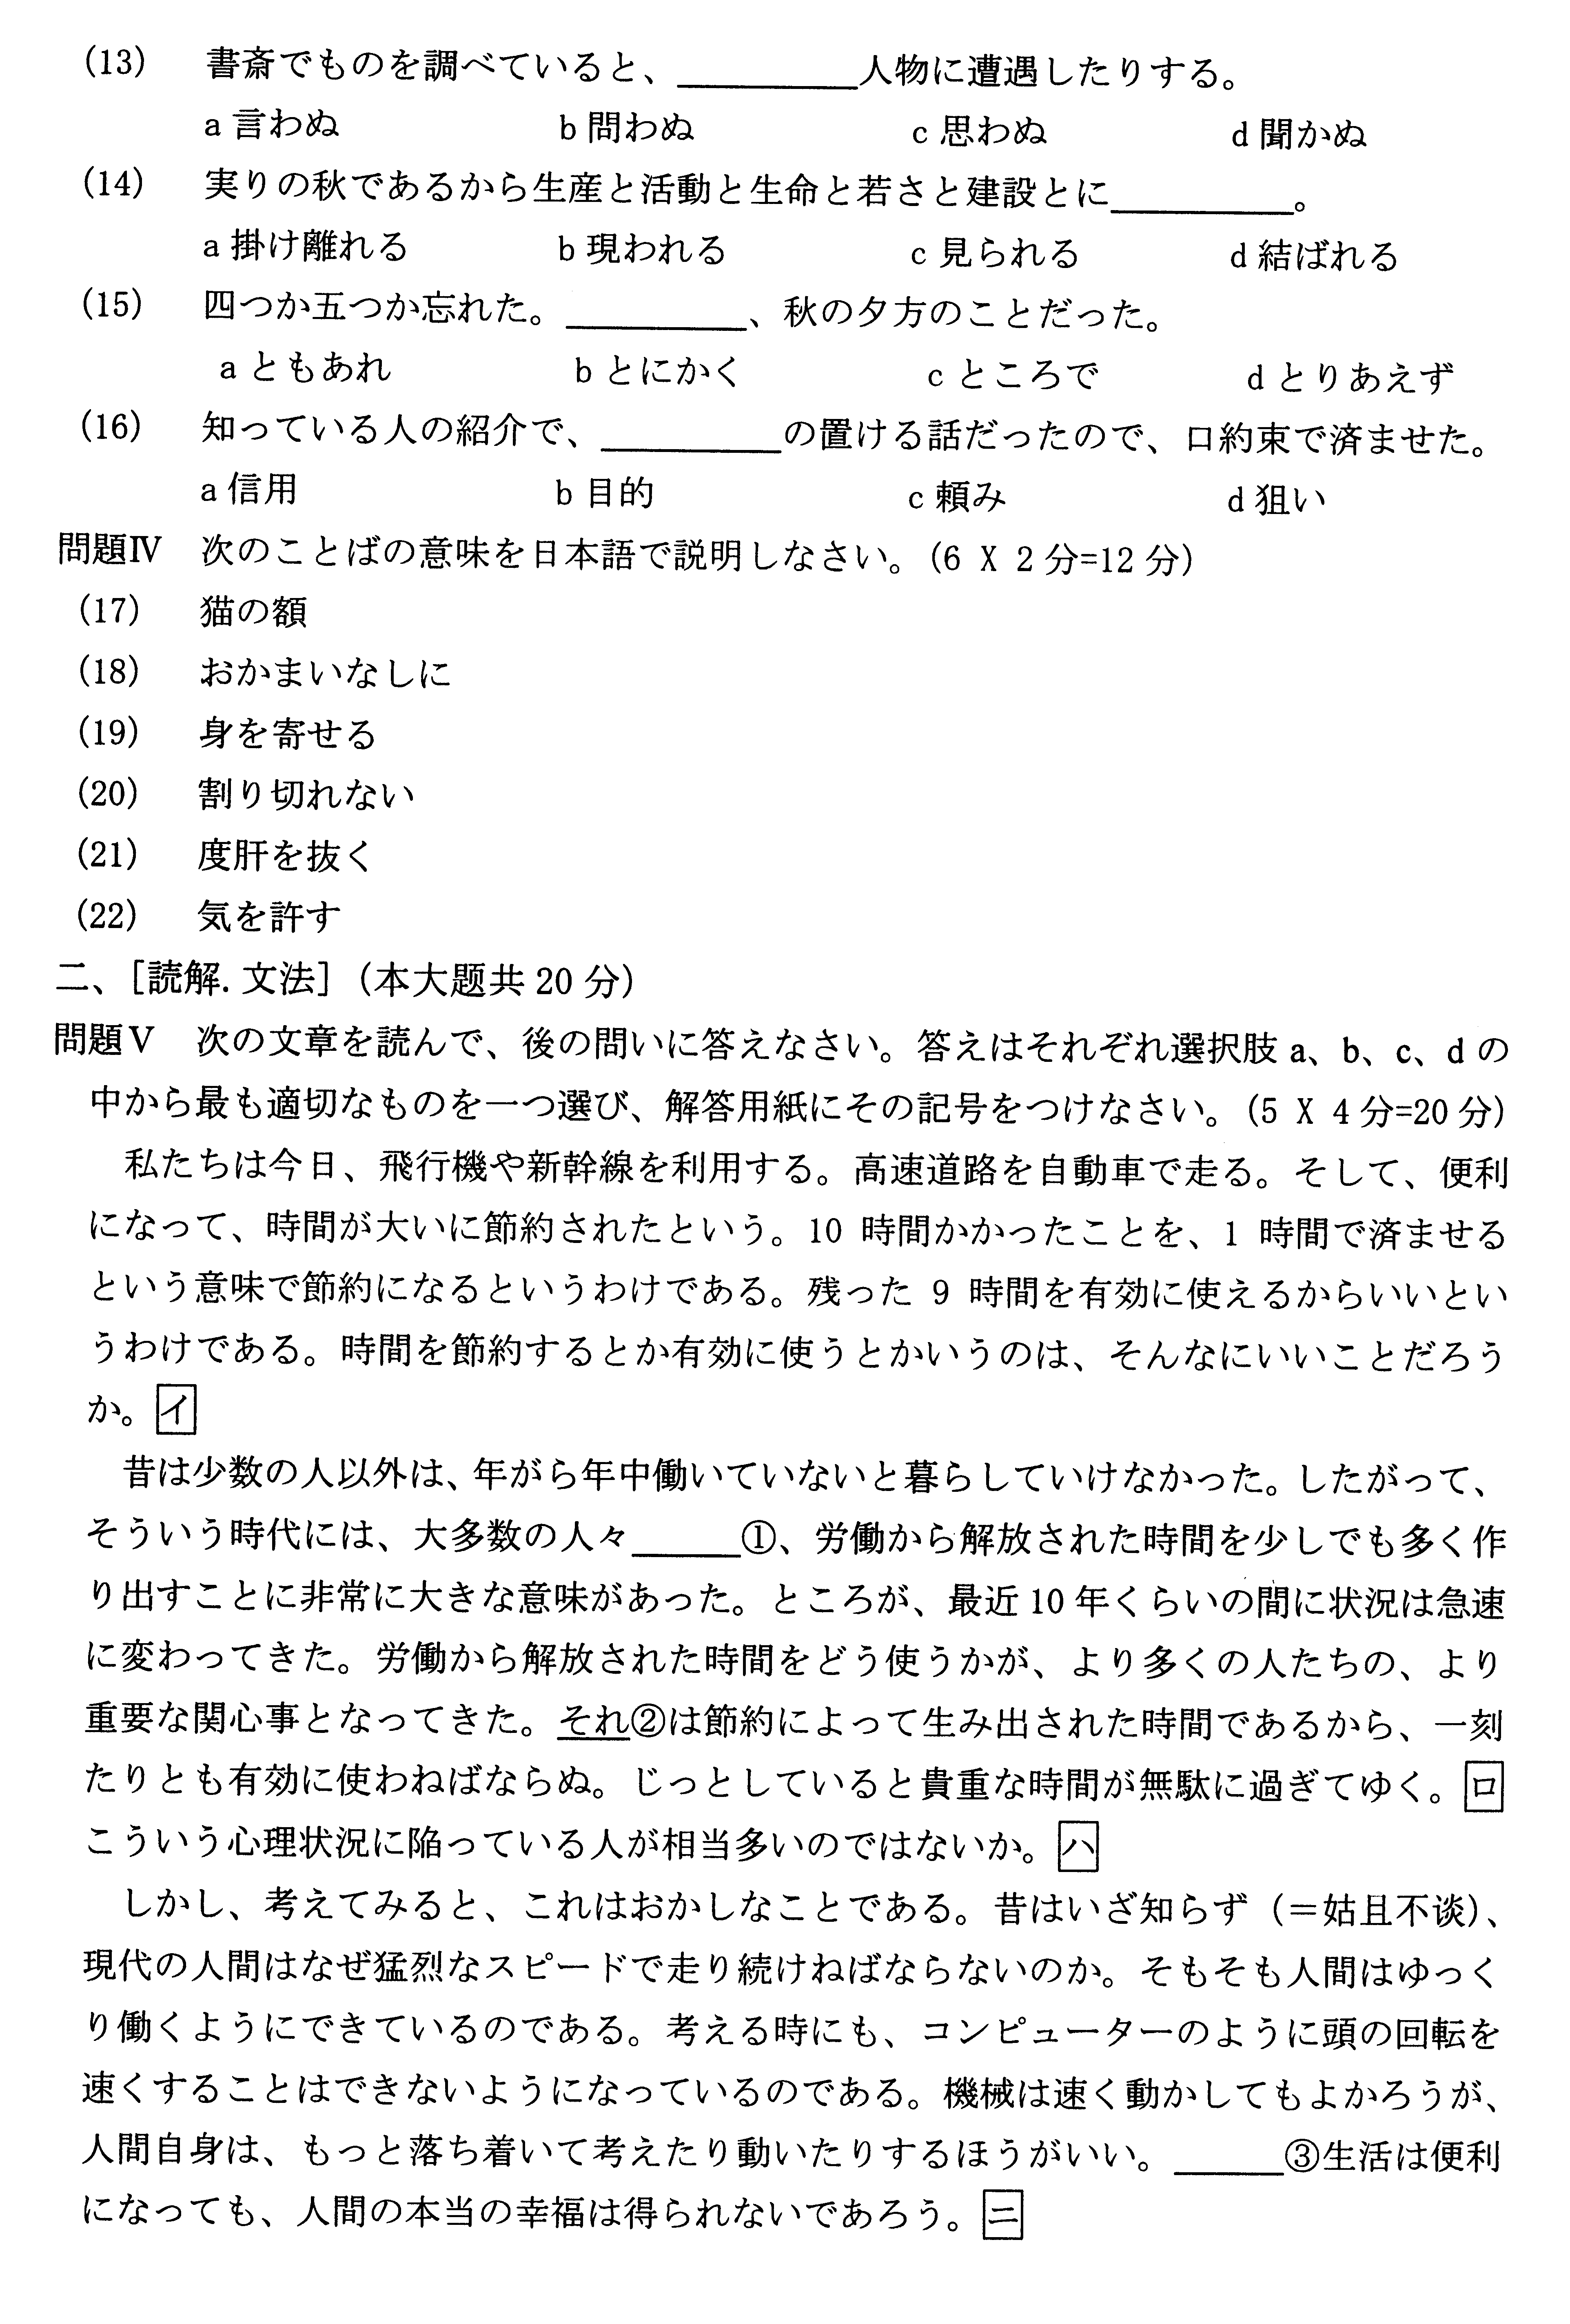 (13) 書斎でものを調べていると、__________人物に遭遇したりする。
a 言わぬ b 問わぬ c 思わぬ d 聞かぬ
(14) 実りの秋であるから生産と活動と生命と若さと建設とに__________。
a 掛け離れる b 現われる c 見られる d 結ばれる
(15) 四つか五つか忘れた。__________、秋の夕方のことだった。
a ともあれ b とにかく c ところで d とりあえず
(16) 知っている人の紹介で、__________の置ける話だったので、口約束で済ませた。
a 信用 b 目的 c 頼み d 狙い
問題Ⅳ 次のことばの意味を日本語で説明しなさい。(6 X 2 分=12 分)
(17) 猫の額
(18) おかまいなしに
(19) 身を寄せる
(20) 割り切れない
(21) 度肝を抜く
(22) 気を許す
二、[読解.文法]（本大题共 20 分）
問題Ⅴ 次の文章を読んで、後の問いに答えなさい。答えはそれぞれ選択肢 a、b、c、d の
中から最も適切なものを一つ選び、解答用紙にその記号をつけなさい。(5 X 4 分=20 分)
私たちは今日、飛行機や新幹線を利用する。高速道路を自動車で走る。そして、便利
になって、時間が大いに節約されたという。10 時間かかったことを、1 時間で済ませる
という意味で節約になるというわけである。残った 9 時間を有効に使えるからいいとい
うわけである。時間を節約するとか有効に使うとかいうのは、そんなにいいことだろう
か。イ
昔は少数の人以外は、年がら年中働いていないと暮らしていけなかった。したがって、
そういう時代には、大多数の人々______①、労働から解放された時間を少しでも多く作
り出すことに非常に大きな意味があった。ところが、最近 10 年くらいの間に状況は急速
に変わってきた。労働から解放された時間をどう使うかが、より多くの人たちの、より
重要な関心事となってきた。それ②は節約によって生み出された時間であるから、一刻
たりとも有効に使わねばならぬ。じっとしていると貴重な時間が無駄に過ぎてゆく。ロ
こういう心理状況に陥っている人が相当多いのではないか。ハ
しかし、考えてみると、これはおかしなことである。昔はいざ知らず（＝姑且不谈）、
現代の人間はなぜ猛烈なスピードで走り続けねばならないのか。そもそも人間はゆっく
り働くようにできているのである。考える時にも、コンピューターのように頭の回転を
速くすることはできないようになっているのである。機械は速く動かしてもよかろうが、
人間自身は、もっと落ち着いて考えたり動いたりするほうがいい。______③生活は便利
になっても、人間の本当の幸福は得られないであろう。ニ